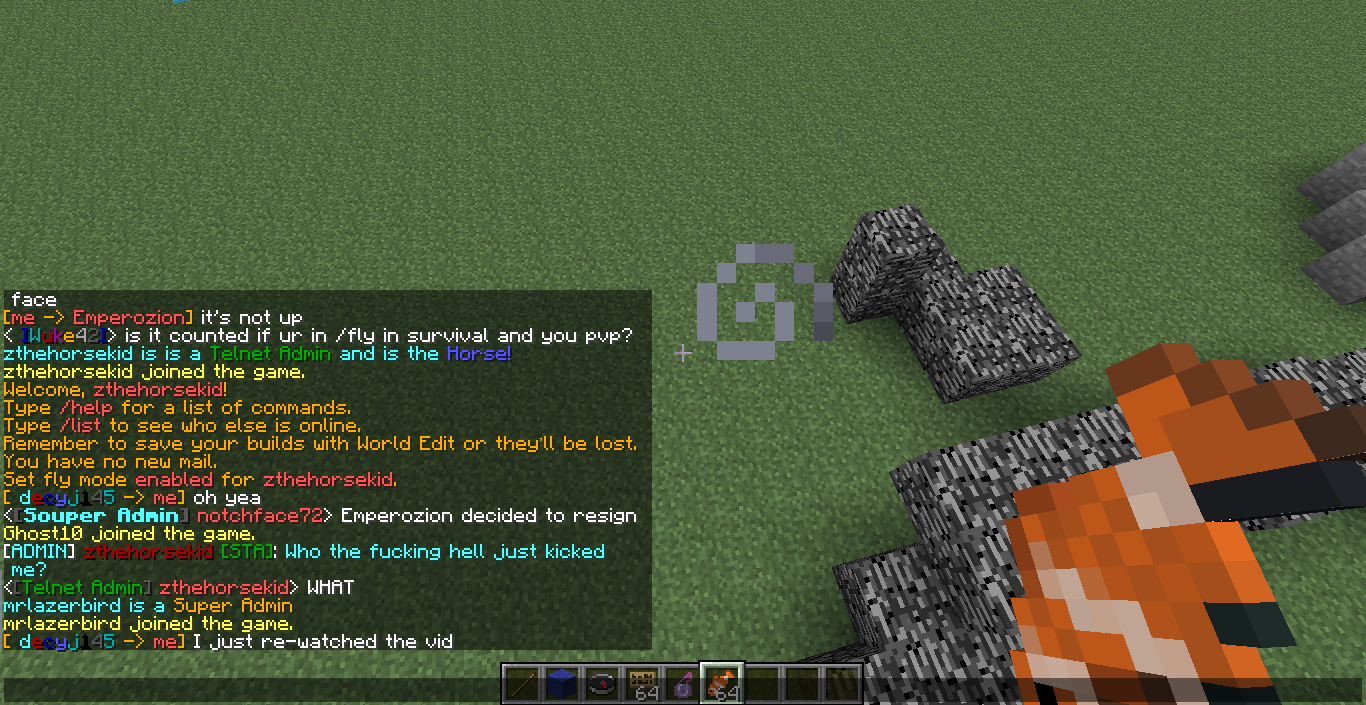 face
[me -> Emperozion] it's not up
< IWuke42I> is it counted if ur in /fly in survival and you pvp?
zthehorsekid is is a Telnet Admin and is the Horse!
zthehorsekid joined the game.
Welcome, zthehorsekid!
Type /help for a list of commands.
Type /list to see who else is online.
Remember to save your builds with World Edit or they'll be lost.
You have no new mail.
Set fly mode enabled for zthehorsekid.
[ decyj145 -> me] oh yea
<[Souper Admin] notchface72> Emperozion decided to resign
Ghost10 joined the game.
[ADMIN] zthehorsekid [STA]: Who the fucking hell just kicked
me?
<[Telnet Admin] zthehorsekid> WHAT
mrlazerbird is a Super Admin
mrlazerbird joined the game.
[ decyj145 -> me] I just re-watched the vid
64
64